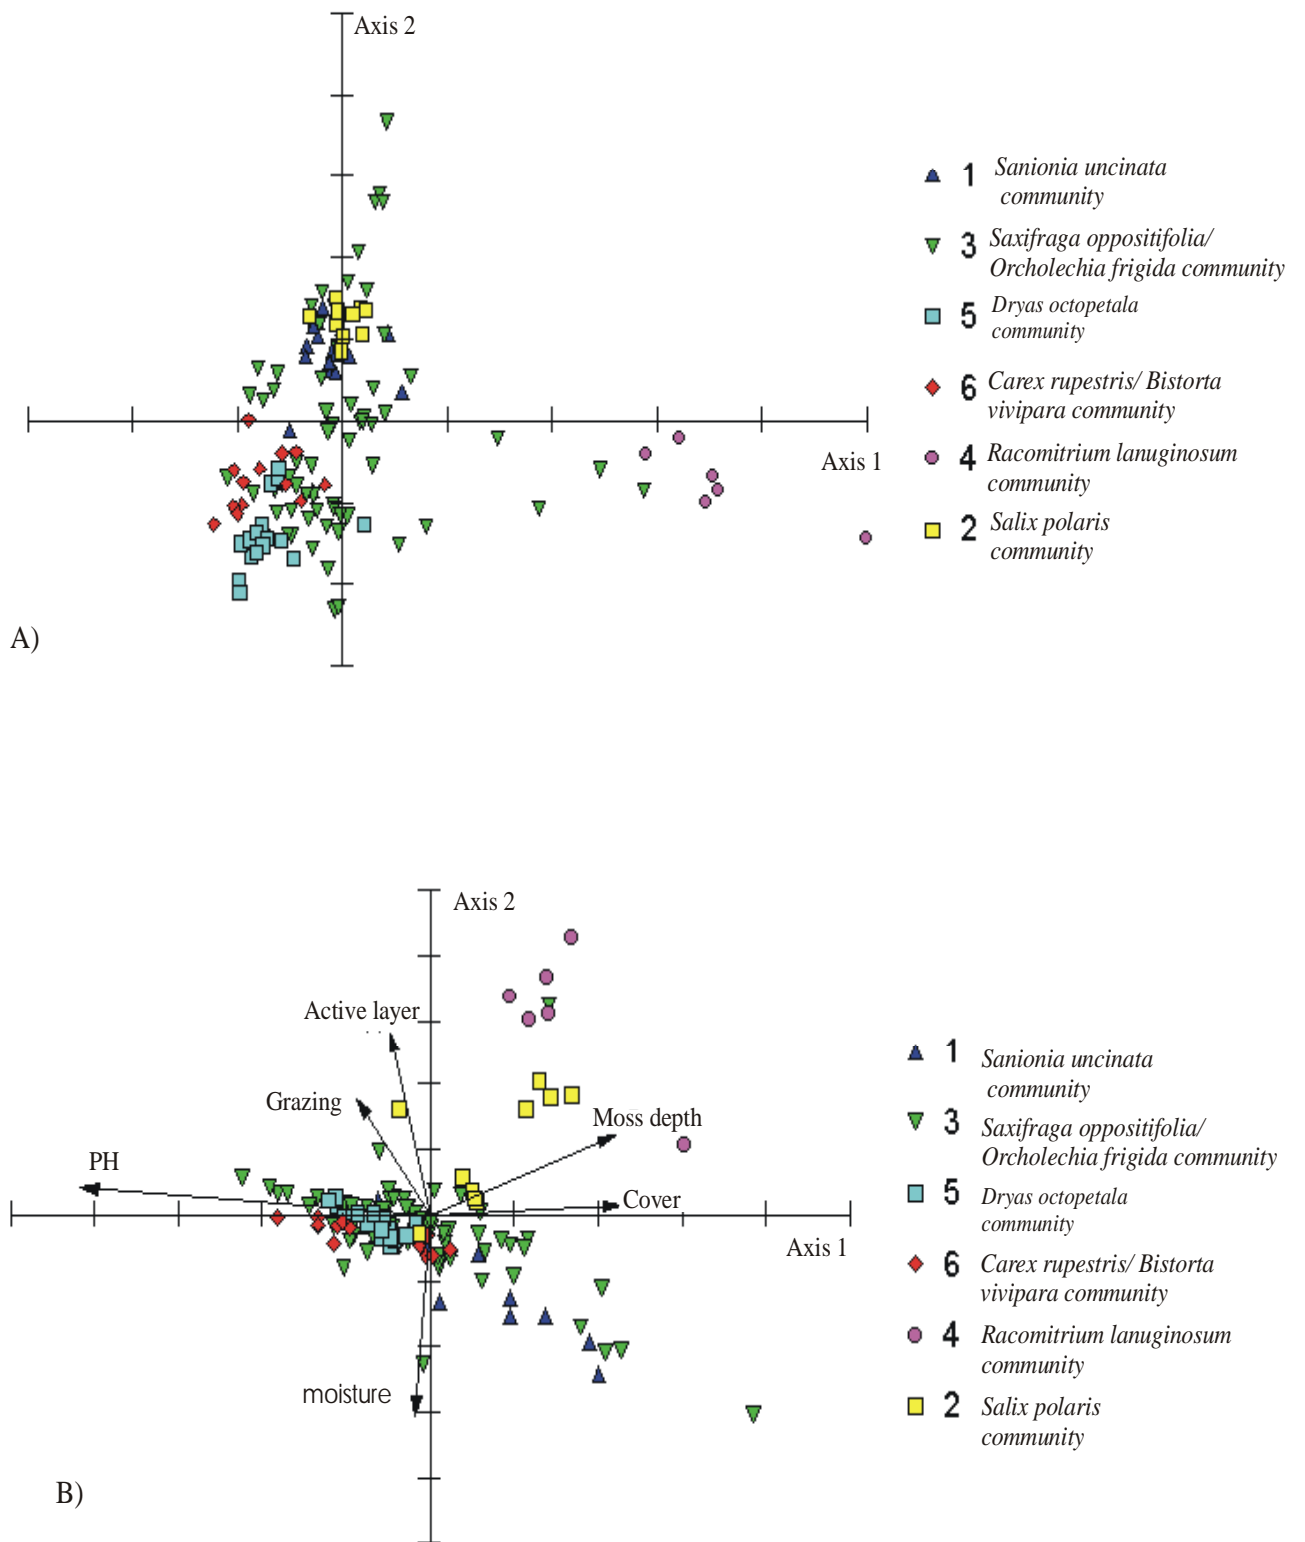 Axis 2
1 Sanionia uncinata
community
3 Saxifraga oppositifolia/
Orcholechia frigida community
5 Dryas octopetala
community
6 Carex rupestris/ Bistorta
vivipara community
Axis 1
4 Racomitrium lanuginosum
community
2 Salix polaris
community
A)
Axis 2
Active layer
Grazing
Moss depth
PH
Cover
Axis 1
moisture
1 Sanionia uncinata
community
3 Saxifraga oppositifolia/
Orcholechia frigida community
5 Dryas octopetala
community
6 Carex rupestris/ Bistorta
vivipara community
4 Racomitrium lanuginosum
community
2 Salix polaris
community
B)